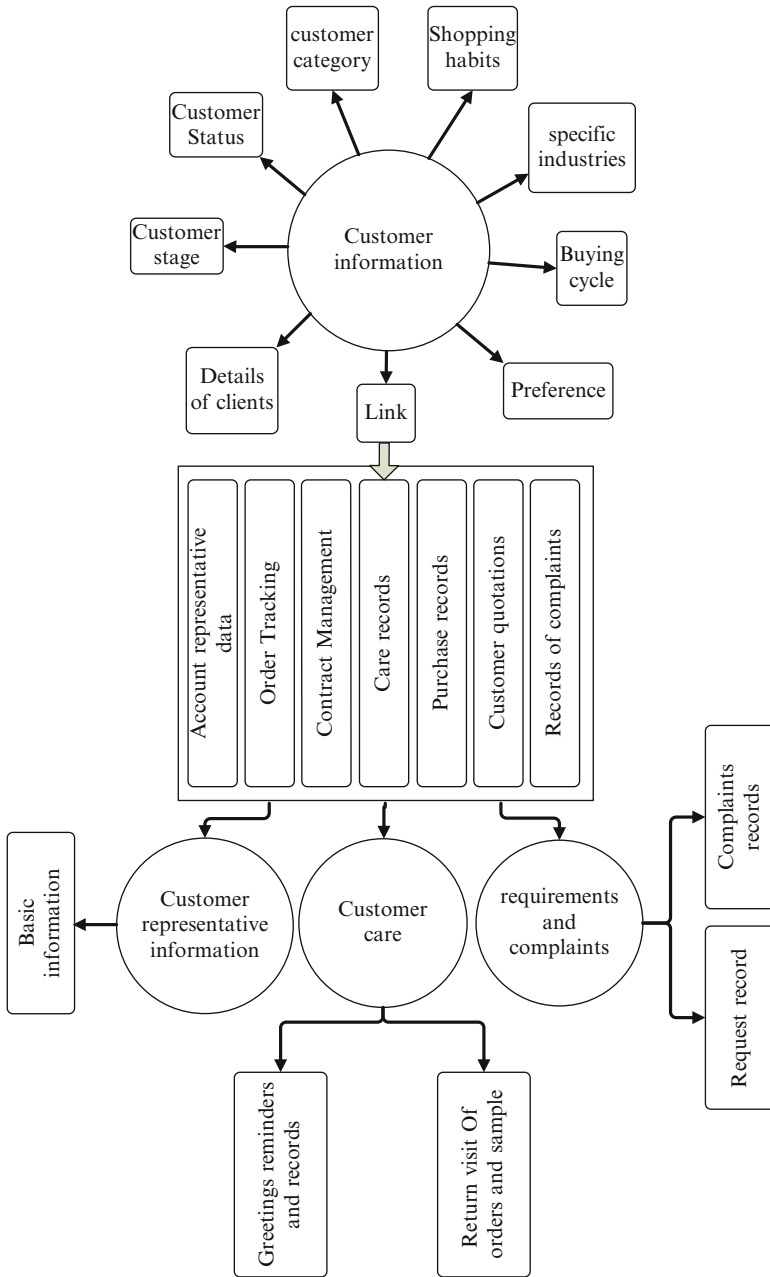 customer
category
Shopping
habits
Customer
Status
specific
industries
Customer
stage
Customer
information
Buying
cycle
Details
of clients
Link
Preference
Account representative
data
Order Tracking
Contract Management
Care records
Purchase records
Customer quotations
Records of complaints
Basic
information
Customer
representative
information
Customer
care
requirements
and
complaints
Complaints
records
Request record
Greetings reminders
and records
Return visit Of
orders and sample